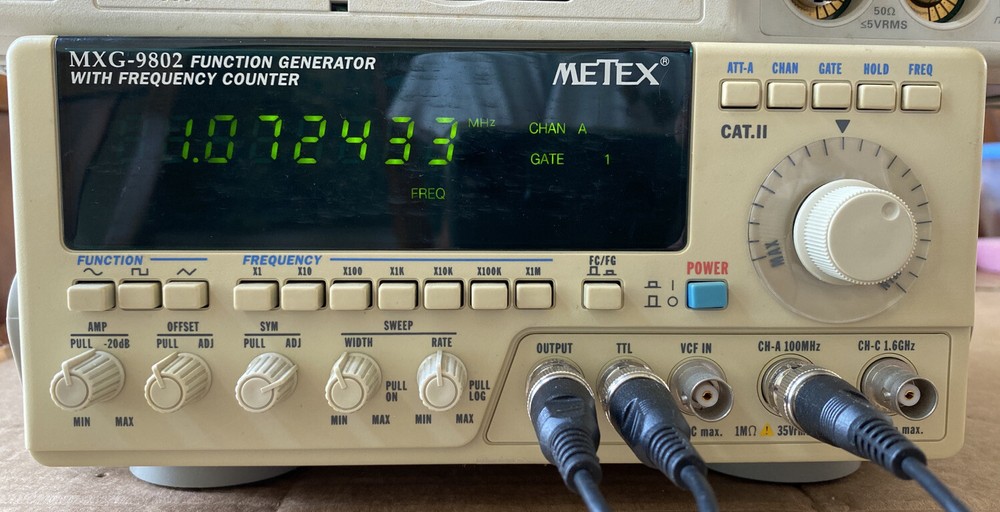 50Ω
≤5VRMS
MXG-9802 FUNCTION GENERATOR
WITH FREQUENCY COUNTER
METEX®
1.072433 MHz
CHAN A
GATE 1
FREQ
ATT-A CHAN GATE HOLD FREQ
CAT.II
MAX
FUNCTION
FREQUENCY
X1 X10 X100 X1K X10K X100K X1M
FC/FG
POWER
AMP
PULL -20dB
MIN MAX
OFFSET
PULL ADJ
SYM
PULL ADJ
SWEEP
WIDTH RATE
PULL ON
PULL LOG
MIN MAX MIN MAX
OUTPUT TTL VCF IN CH-A 100MHz CH-C 1.6GHz
C max. 1MΩ 35Vrm max.